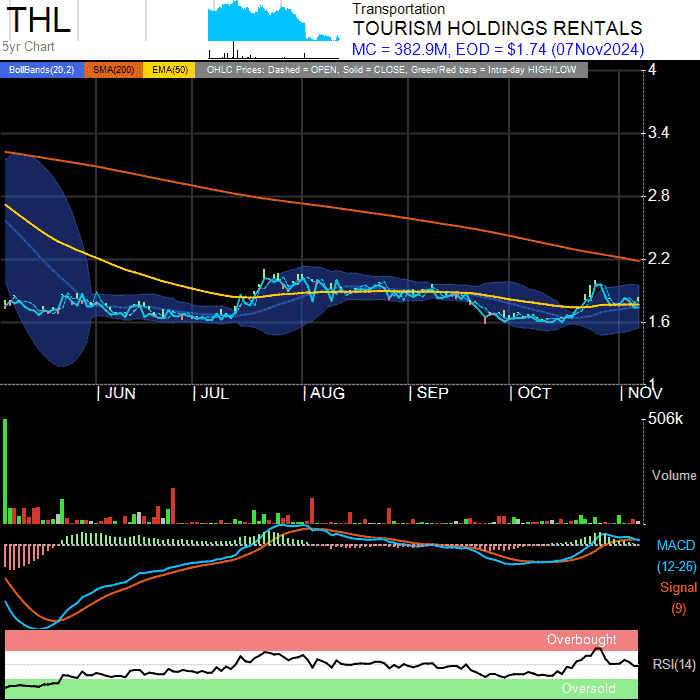 THL
5yr Chart
Transportation
TOURISM HOLDINGS RENTALS
MC = 382.9M, EOD = $1.74 (07Nov2024)
BollBands(20,2) SMA(200) EMA(50) OHLC Prices: Dashed = OPEN, Solid = CLOSE, Green/Red bars = Intra-day HIGH/LOW
4
3.4
2.8
2.2
1.6
1
JUN JUL AUG SEP OCT NOV
506k
Volume
MACD
(12-26)
Signal
(9)
Overbought
RSI(14)
Oversold